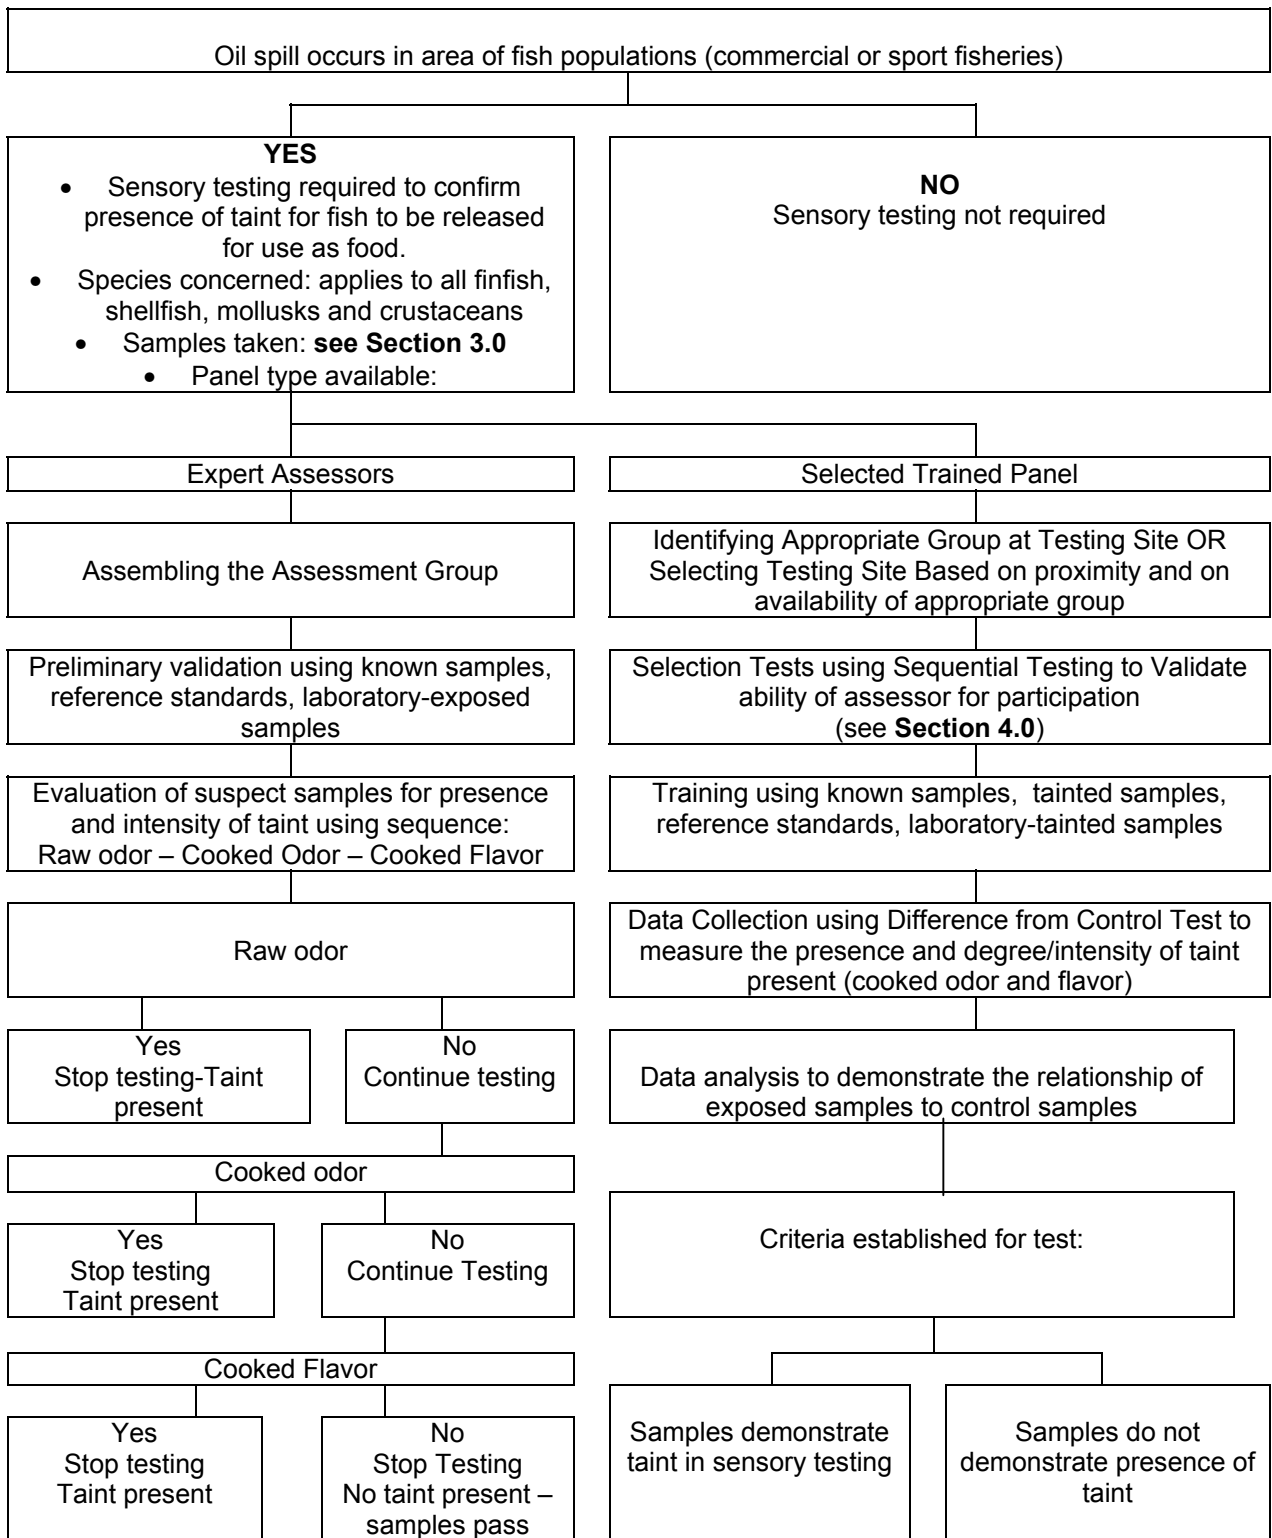 Oil spill occurs in area of fish populations (commercial or sport fisheries)
YES
• Sensory testing required to confirm
presence of taint for fish to be released
for use as food.
• Species concerned: applies to all finfish,
shellfish, mollusks and crustaceans
• Samples taken: see Section 3.0
• Panel type available:
NO
Sensory testing not required
Expert Assessors
Selected Trained Panel
Assembling the Assessment Group
Identifying Appropriate Group at Testing Site OR
Selecting Testing Site Based on proximity and on
availability of appropriate group
Preliminary validation using known samples,
reference standards, laboratory-exposed
samples
Selection Tests using Sequential Testing to Validate
ability of assessor for participation
(see Section 4.0)
Evaluation of suspect samples for presence
and intensity of taint using sequence:
Raw odor – Cooked Odor – Cooked Flavor
Training using known samples, tainted samples,
reference standards, laboratory-tainted samples
Raw odor
Data Collection using Difference from Control Test to
measure the presence and degree/intensity of taint
present (cooked odor and flavor)
Yes
Stop testing-Taint
present
No
Continue testing
Data analysis to demonstrate the relationship of
exposed samples to control samples
Cooked odor
Yes
Stop testing
Taint present
No
Continue Testing
Criteria established for test:
Cooked Flavor
Yes
Stop testing
Taint present
No
Stop Testing
No taint present –
samples pass
Samples demonstrate
taint in sensory testing
Samples do not
demonstrate presence of
taint